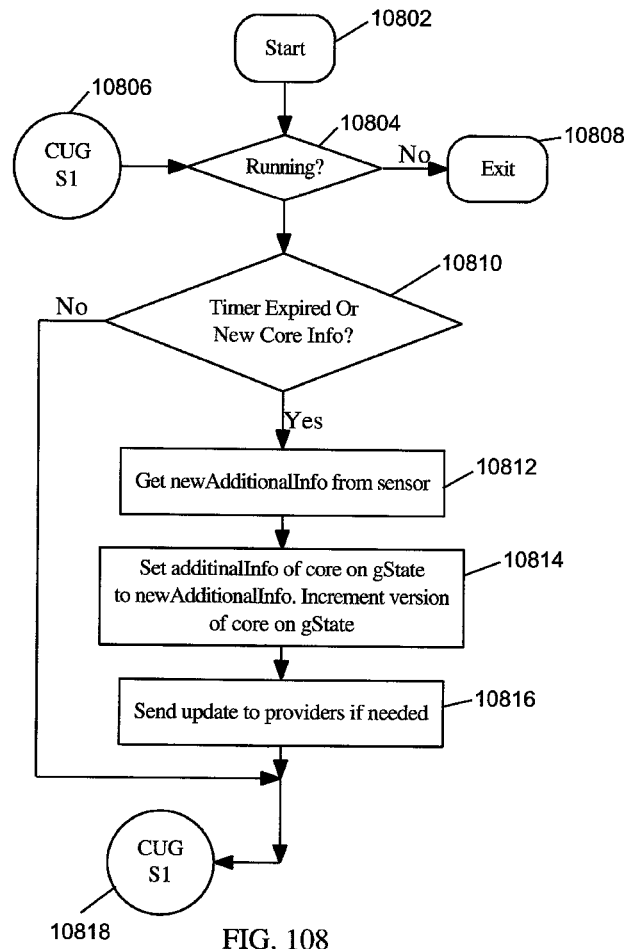 10802
Start
10806
10804
10808
CUG
S1
Running?
No
Exit
10810
No
Timer Expired Or
New Core Info?
Yes
10812
Get newAdditionalInfo from sensor
10814
Set additinalInfo of core on gState
to newAdditionalInfo. Increment version
of core on gState
10816
Send update to providers if needed
CUG
S1
10818
FIG. 108